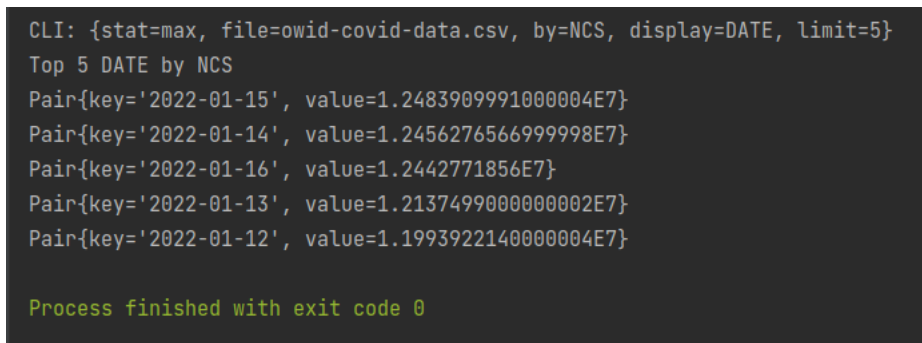 CLI: {stat=max, file=owid-covid-data.csv, by=NCS, display=DATE, limit=5}
Top 5 DATE by NCS
Pair{key='2022-01-15', value=1.2483909991000004E7}
Pair{key='2022-01-14', value=1.2456276566999998E7}
Pair{key='2022-01-16', value=1.2442771856E7}
Pair{key='2022-01-13', value=1.2137499000000002E7}
Pair{key='2022-01-12', value=1.1993922140000004E7}
Process finished with exit code 0